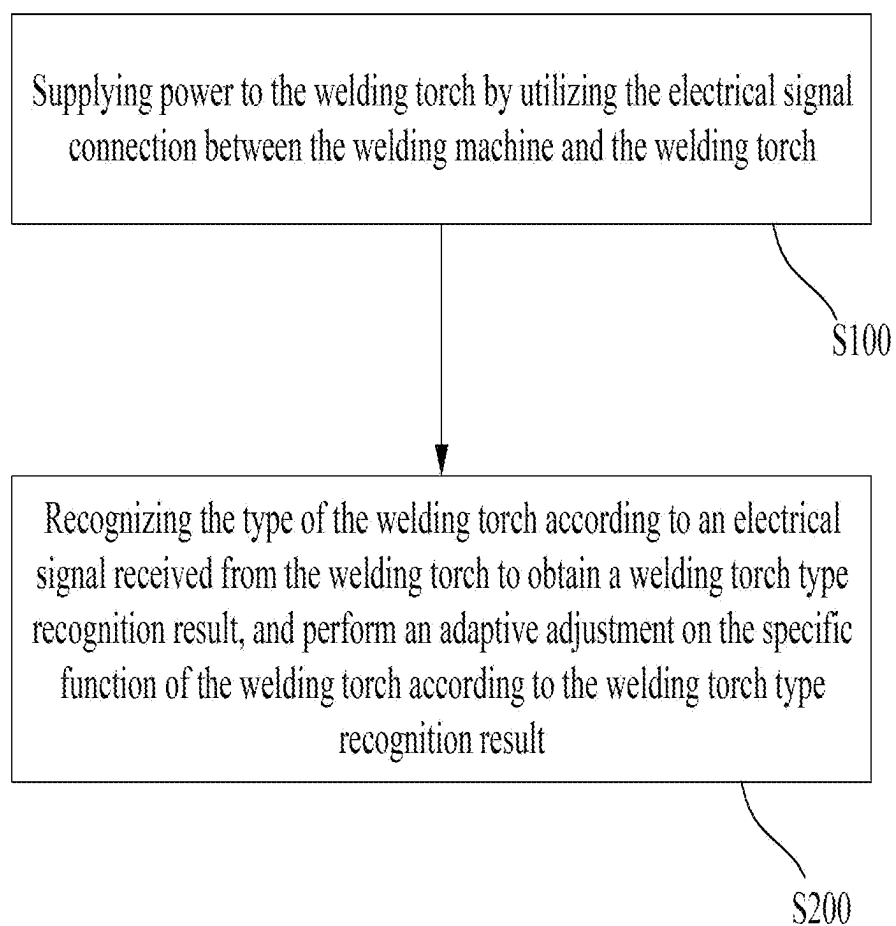 Supplying power to the welding torch by utilizing the electrical signal
connection between the welding machine and the welding torch
S100
Recognizing the type of the welding torch according to an electrical
signal received from the welding torch to obtain a welding torch type
recognition result, and perform an adaptive adjustment on the specific
function of the welding torch according to the welding torch type
recognition result
S200